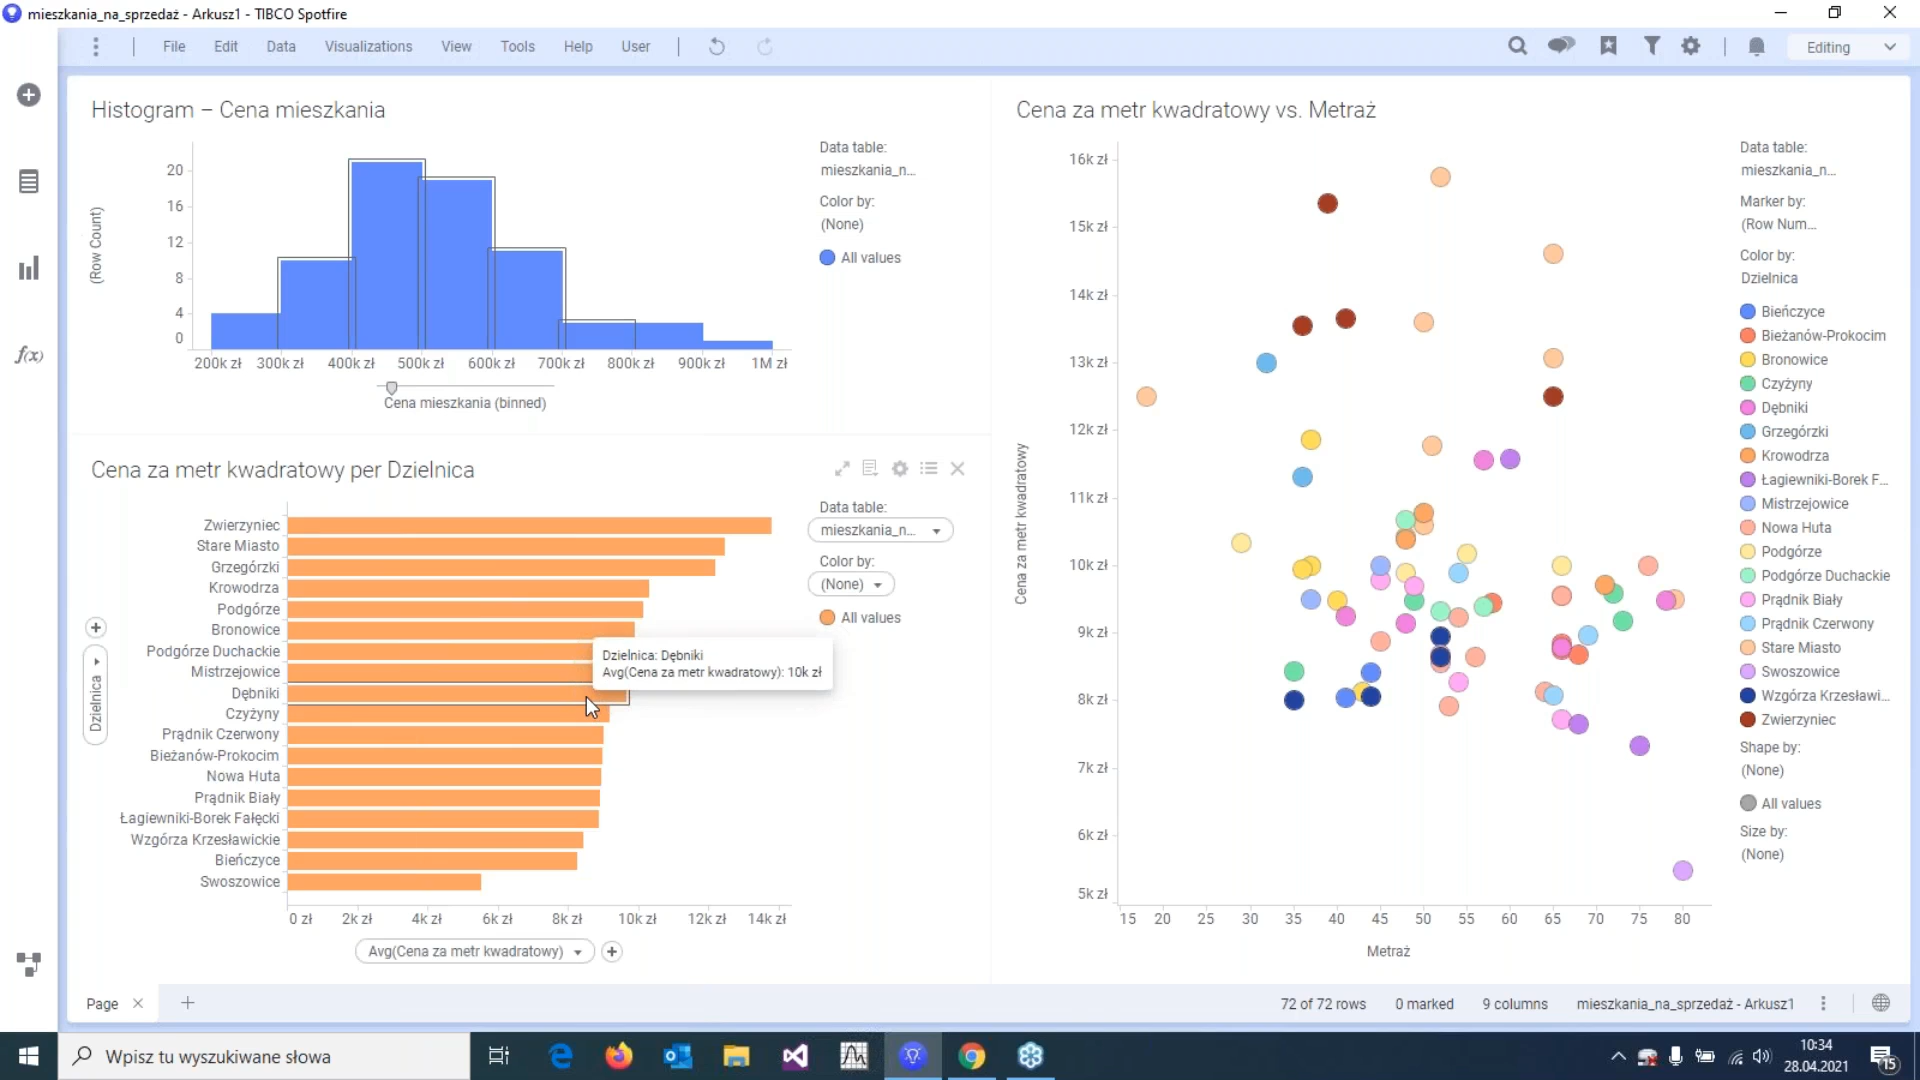 mieszkania_na_sprzedaż - Arkusz1 - TIBCO Spotfire
File Edit Data Visualizations View Tools Help User
Editing
f(x)
Histogram – Cena mieszkania
(Row Count)
20
16
12
8
4
0
200k zł 300k zł 400k zł 500k zł 600k zł 700k zł 800k zł 900k zł 1M zł
Cena mieszkania (binned)
Data table:
mieszkania_n...
Color by:
(None)
All values
Cena za metr kwadratowy per Dzielnica
Dzielnica
Zwierzyniec
Stare Miasto
Grzegórzki
Krowodrza
Podgórze
Bronowice
Podgórze Duchackie
Mistrzejowice
Dębniki
Czyżyny
Prądnik Czerwony
Bieżanów-Prokocim
Nowa Huta
Prądnik Biały
Łagiewniki-Borek Fałęcki
Wzgórza Krzesławickie
Bieńczyce
Swoszowice
Dzielnica: Dębniki
Avg(Cena za metr kwadratowy): 10k zł
0 zł 2k zł 4k zł 6k zł 8k zł 10k zł 12k zł 14k zł
Avg(Cena za metr kwadratowy)
Data table:
mieszkania_n...
Color by:
(None)
All values
Cena za metr kwadratowy vs. Metraż
Cena za metr kwadratowy
16k zł
15k zł
14k zł
13k zł
12k zł
11k zł
10k zł
9k zł
8k zł
7k zł
6k zł
5k zł
15 20 25 30 35 40 45 50 55 60 65 70 75 80
Metraż
Data table:
mieszkania_n...
Marker by:
(Row Num...
Color by:
Dzielnica
Bieńczyce
Bieżanów-Prokocim
Bronowice
Czyżyny
Dębniki
Grzegórzki
Krowodrza
Łagiewniki-Borek F...
Mistrzejowice
Nowa Huta
Podgórze
Podgórze Duchackie
Prądnik Biały
Prądnik Czerwony
Stare Miasto
Swoszowice
Wzgórza Krzesławi...
Zwierzyniec
Shape by:
(None)
All values
Size by:
(None)
Page
72 of 72 rows 0 marked 9 columns mieszkania_na_sprzedaż - Arkusz1
Wpisz tu wyszukiwane słowa
10:34
28.04.2021
15